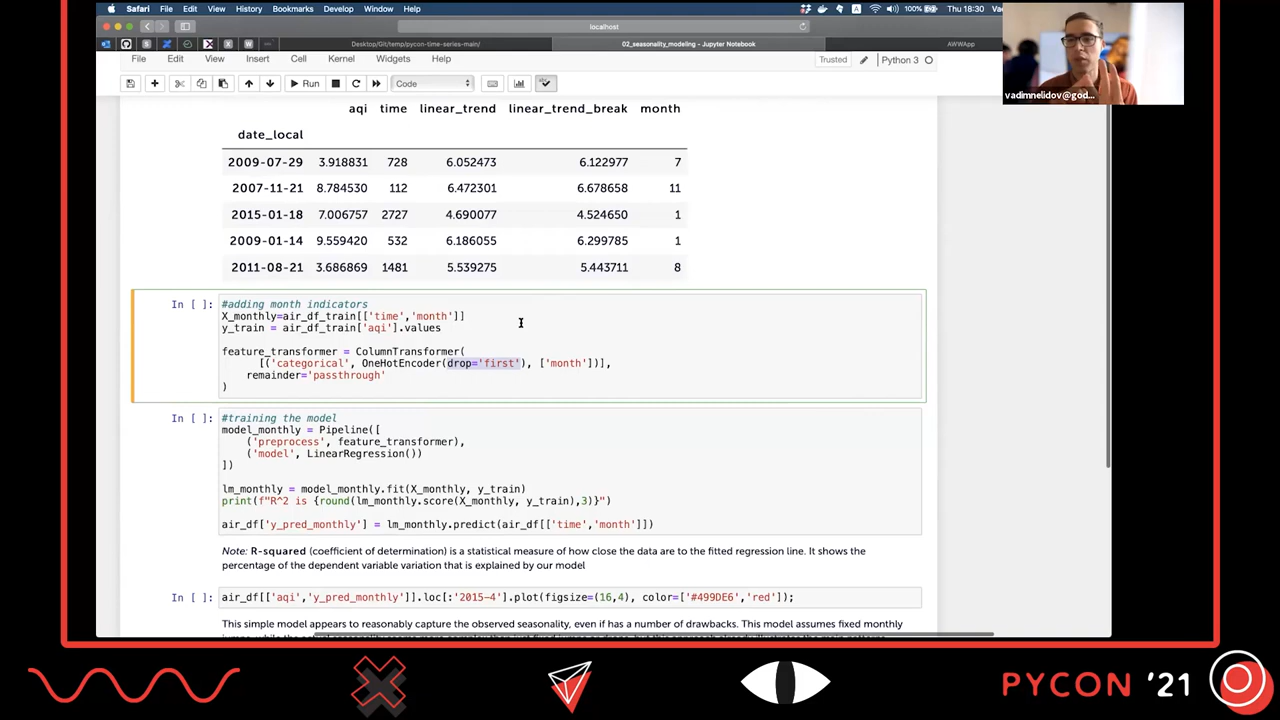 Safari File Edit View History Bookmarks Develop Window Help
A 100% Thu 18:30
localhost
Desktop/Git/temp/pycon-time-series-main/
02_seasonality_modeling - Jupyter Notebook
AWWApp
File Edit View Insert Cell Kernel Widgets Help
Trusted Python 3
Run Code
vadimnelidov@god...
aqi time linear_trend linear_trend_break month
date_local
2009-07-29 3.918831 728 6.052473 6.122977 7
2007-11-21 8.784530 112 6.472301 6.678658 11
2015-01-18 7.006757 2727 4.690077 4.524650 1
2009-01-14 9.559420 532 6.186055 6.299785 1
2011-08-21 3.686869 1481 5.539275 5.443711 8
In [ ]: #adding month indicators
X_monthly=air_df_train[['time','month']]
y_train = air_df_train['aqi'].values
feature_transformer = ColumnTransformer(
[('categorical', OneHotEncoder(drop='first'), ['month'])],
remainder='passthrough'
)
In [ ]: #training the model
model_monthly = Pipeline([
('preprocess', feature_transformer),
('model', LinearRegression())
])
lm_monthly = model_monthly.fit(X_monthly, y_train)
print(f"R^2 is {round(lm_monthly.score(X_monthly, y_train),3)}")
air_df['y_pred_monthly'] = lm_monthly.predict(air_df[['time','month']])
Note: R-squared (coefficient of determination) is a statistical measure of how close the data are to the fitted regression line. It shows the
percentage of the dependent variable variation that is explained by our model
In [ ]: air_df[['aqi','y_pred_monthly']].loc[:'2015-4'].plot(figsize=(16,4), color=['#499DE6','red']);
This simple model appears to reasonably capture the observed seasonality, even if has a number of drawbacks. This model assumes fixed monthly
PYCON '21